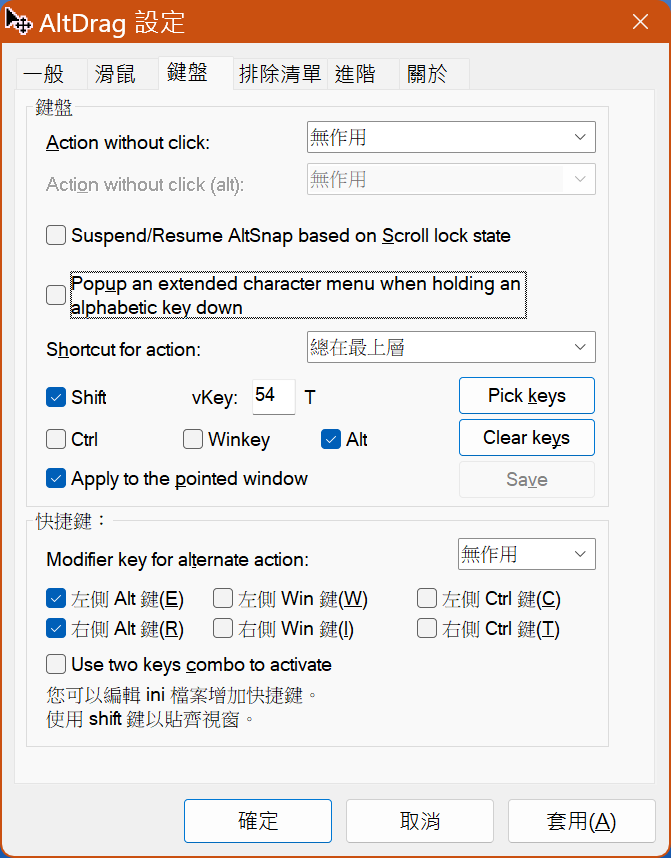 AltDrag 設定
一般 滑鼠 鍵盤 排除清單 進階 關於
鍵盤
Action without click: 無作用
Action without click (alt): 無作用
Suspend/Resume AltSnap based on Scroll lock state
Popup an extended character menu when holding an
alphabetic key down
Shortcut for action: 總在最上層
Shift vKey: 54 T Pick keys
Ctrl Winkey Alt Clear keys
Apply to the pointed window Save
快捷鍵：
Modifier key for alternate action: 無作用
左側 Alt 鍵(E) 左側 Win 鍵(W) 左側 Ctrl 鍵(C)
右側 Alt 鍵(R) 右側 Win 鍵(I) 右側 Ctrl 鍵(T)
Use two keys combo to activate
您可以編輯 ini 檔案增加快捷鍵。
使用 shift 鍵以貼齊視窗。
確定 取消 套用(A)